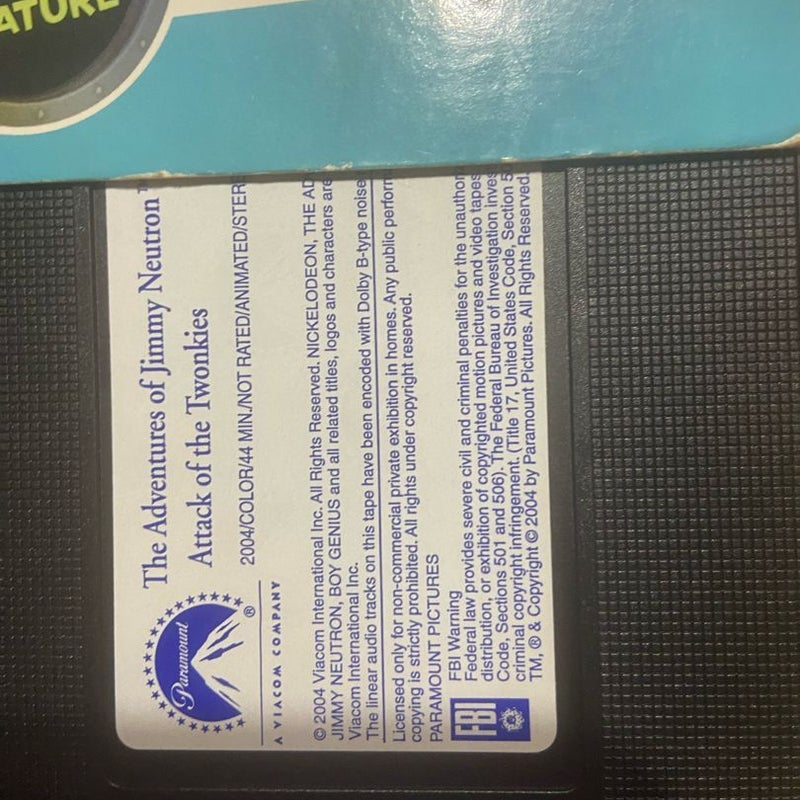 ATURE
The Adventures of Jimmy Neutron
Attack of the Twonkies
2004/COLOR/44 MIN./NOT RATED/ANIMATED/STER
Paramount
®
A VIACOM COMPANY
© 2004 Viacom International Inc. All Rights Reserved. NICKELODEON, THE AD
JIMMY NEUTRON, BOY GENIUS and all related titles, logos and characters are
Viacom International Inc.
The linear audio tracks on this tape have been encoded with Dolby B-type noise
Licensed only for non-commercial private exhibition in homes. Any public perform
copying is strictly prohibited. All rights under copyright reserved.
PARAMOUNT PICTURES
FBI
FBI Warning
Federal law provides severe civil and criminal penalties for the unauthor
distribution, or exhibition of copyrighted motion pictures and video tapes
Code, Sections 501 and 506). The Federal Bureau of Investigation inves
criminal copyright infringement. (Title 17, United States Code, Section 5
TM, ® & Copyright © 2004 by Paramount Pictures. All Rights Reserved.